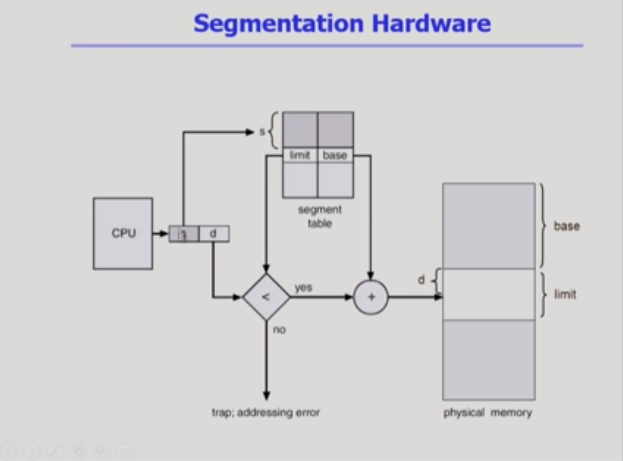 Segmentation Hardware
s
limit base
segment
table
CPU
d
<
yes
+
d
no
base
limit
trap; addressing error
physical memory